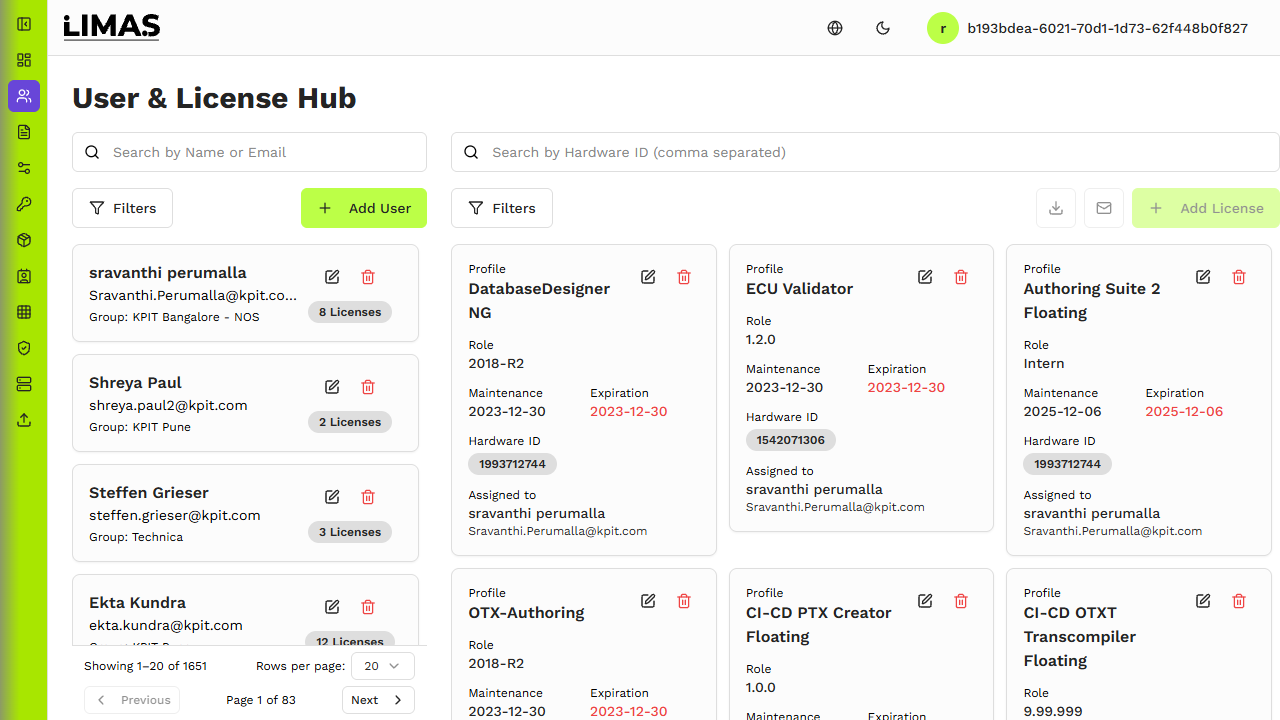 LIMAS
r
b193bdea-6021-70d1-1d73-62f448b0f827
User & License Hub
Search by Name or Email
Filters
Add User
sravanthi perumalla
Sravanthi.Perumalla@kpit.co...
8 Licenses
Group: KPIT Bangalore - NOS
Shreya Paul
shreya.paul2@kpit.com
2 Licenses
Group: KPIT Pune
Steffen Grieser
steffen.grieser@kpit.com
3 Licenses
Group: Technica
Ekta Kundra
ekta.kundra@kpit.com
12 Licenses
Showing 1–20 of 1651
Rows per page: 20
Previous
Page 1 of 83
Next
Search by Hardware ID (comma separated)
Filters
Add License
Profile
DatabaseDesigner
NG
Role
2018-R2
Maintenance Expiration
2023-12-30 2023-12-30
Hardware ID
1993712744
Assigned to
sravanthi perumalla
Sravanthi.Perumalla@kpit.com
Profile
ECU Validator
Role
1.2.0
Maintenance Expiration
2023-12-30 2023-12-30
Hardware ID
1542071306
Assigned to
sravanthi perumalla
Sravanthi.Perumalla@kpit.com
Profile
Authoring Suite 2
Floating
Role
Intern
Maintenance Expiration
2025-12-06 2025-12-06
Hardware ID
1993712744
Assigned to
sravanthi perumalla
Sravanthi.Perumalla@kpit.com
Profile
OTX-Authoring
Role
2018-R2
Maintenance Expiration
2023-12-30 2023-12-30
Profile
CI-CD PTX Creator
Floating
Role
1.0.0
Maintenance Expiration
Profile
CI-CD OTXT
Transcompiler
Floating
Role
9.99.999